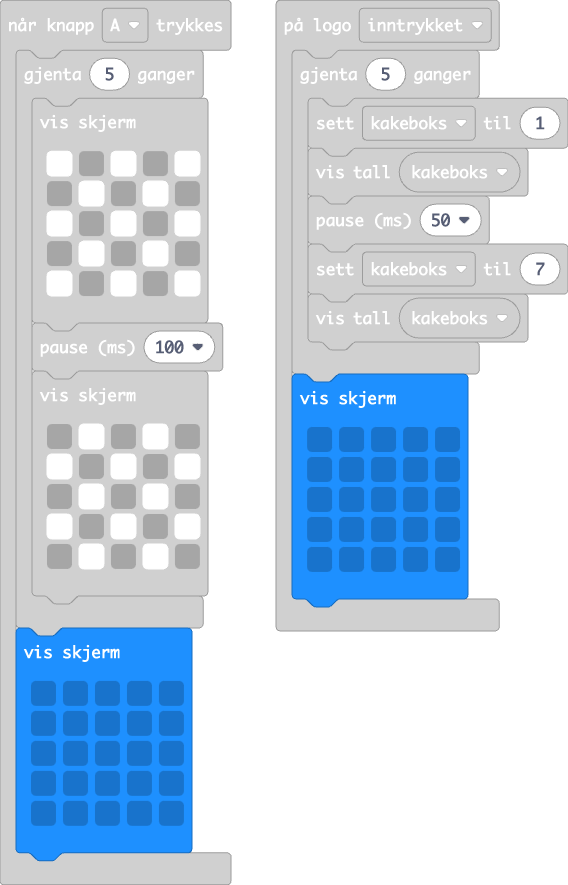 når knapp A trykkes
gjenta 5 ganger
vis skjerm
pause (ms) 100
vis skjerm
vis skjerm
på logo inntrykket
gjenta 5 ganger
sett kakeboks til 1
vis tall kakeboks
pause (ms) 50
sett kakeboks til 7
vis tall kakeboks
vis skjerm